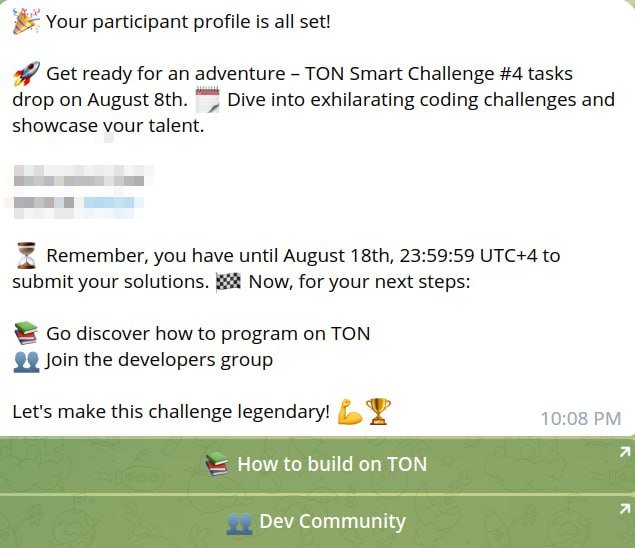 🎉 Your participant profile is all set!
🚀 Get ready for an adventure – TON Smart Challenge #4 tasks
drop on August 8th. 🗓 Dive into exhilarating coding challenges and
showcase your talent.
⏳ Remember, you have until August 18th, 23:59:59 UTC+4 to
submit your solutions. 🏁 Now, for your next steps:
📚 Go discover how to program on TON
👥 Join the developers group
Let's make this challenge legendary! 💪🏆
10:08 PM
📚 How to build on TON
👥 Dev Community